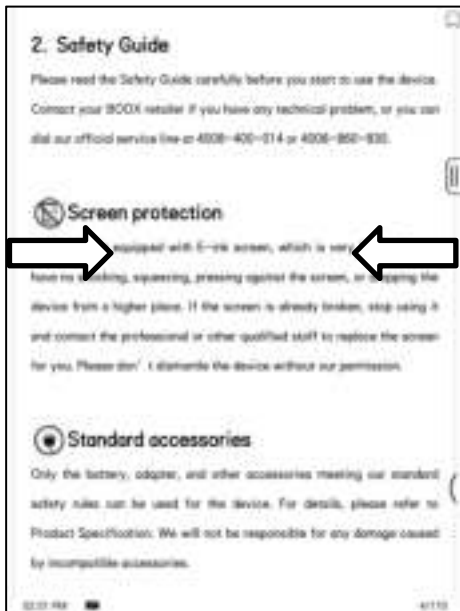 2. Safety Guide
Please read the Safety Guide carefully before you start to use the device.
Contact your BOOX retailer if you have any technical problem, or you can
dial our official service line at 4008-400-014 or 4008-860-830.
Screen protection
equipped with E-ink screen, which is very
have no knocking, squeezing, pressing against the screen, or dropping the
device from a higher place. If the screen is already broken, stop using it
and contact the professional or other qualified staff to replace the screen
for you. Please don't dismantle the device without our permission.
Standard accessories
Only the battery, adapter, and other accessories meeting our standard
safety rules can be used for the device. For details, please refer to
Product Specification. We will not be responsible for any damage caused
by incompatible accessories.
4/110